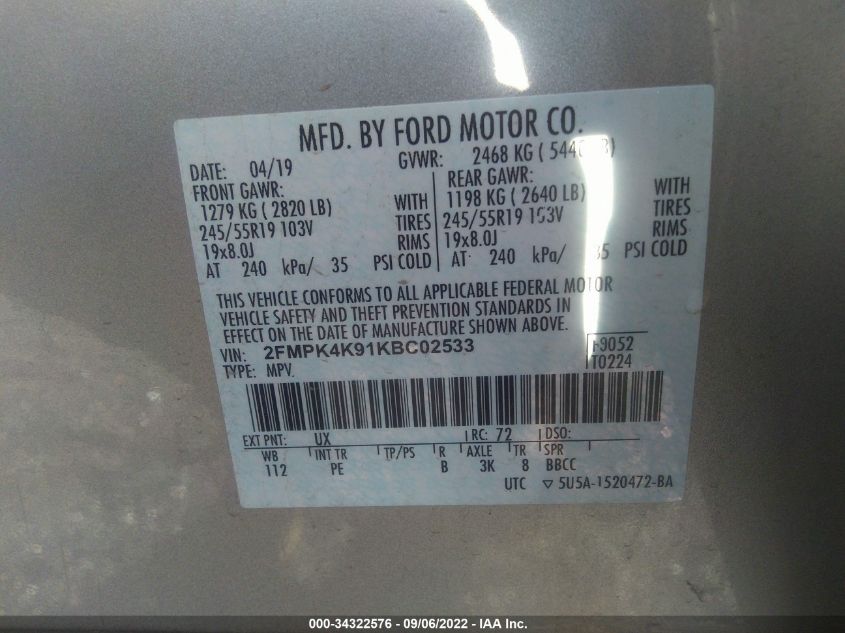 MFD. BY FORD MOTOR CO.
DATE: 04/19 GVWR: 2468 KG ( 544
FRONT GAWR: REAR GAWR:
1279 KG ( 2820 LB) WITH 1198 KG ( 2640 LB) WITH
245/55R19 103V TIRES 245/55R19 103V TIRES
19x8.0J RIMS 19x8.0J RIMS
AT 240 kPa/ 35 PSI COLD AT 240 kPa/ 35 PSI COLD
THIS VEHICLE CONFORMS TO ALL APPLICABLE FEDERAL MOTOR
VEHICLE SAFETY AND THEFT PREVENTION STANDARDS IN
EFFECT ON THE DATE OF MANUFACTURE SHOWN ABOVE.
VIN: 2FMPK4K91KBC02533 F9052
TYPE: MPV. T0224
EXT PNT: UX RC: 72 DSO:
WB INT TR TP/PS R AXLE TR SPR
112 PE B 3K 8 BBCC
UTC ▽ 5U5A-1520472-BA
000-34322576 - 09/06/2022 - IAA Inc.